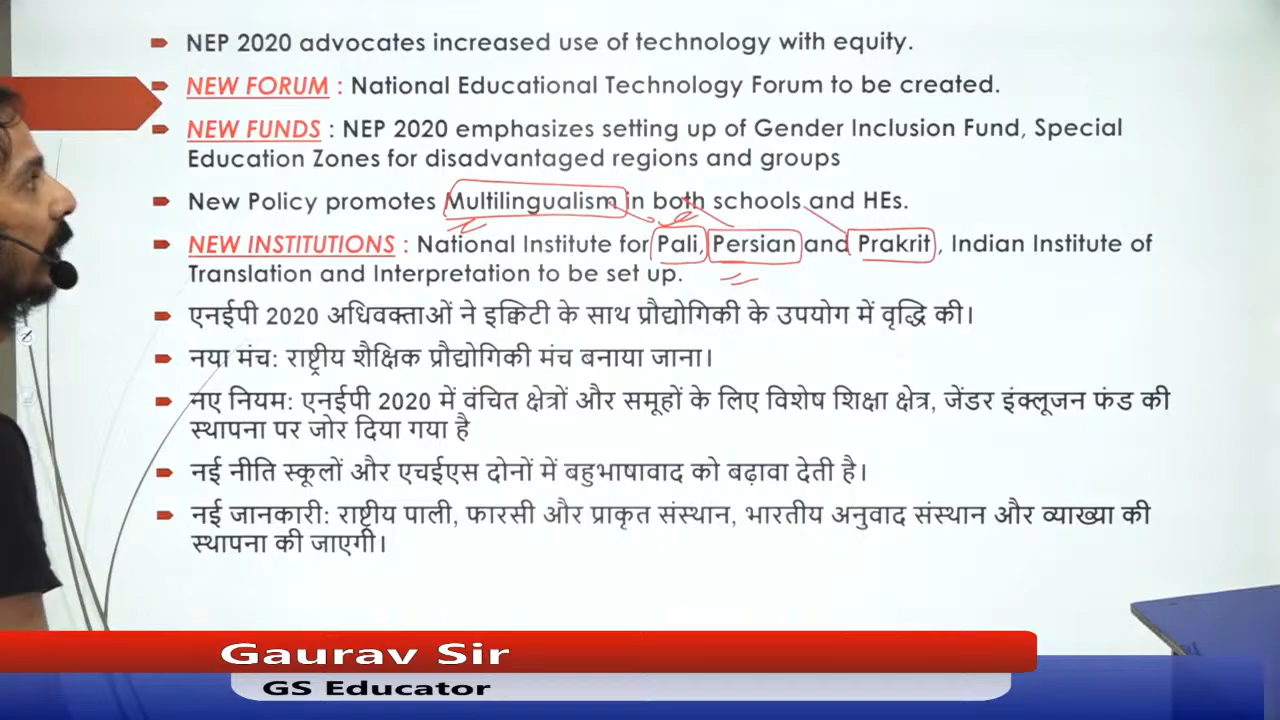 NEP 2020 advocates increased use of technology with equity.
NEW FORUM : National Educational Technology Forum to be created.
NEW FUNDS : NEP 2020 emphasizes setting up of Gender Inclusion Fund, Special
Education Zones for disadvantaged regions and groups
New Policy promotes Multilingualism in both schools and HEs.
NEW INSTITUTIONS : National Institute for Pali, Persian and Prakrit , Indian Institute of
Translation and Interpretation to be set up.
एनईपी 2020 अधिवक्ताओं ने इक्विटी के साथ प्रौद्योगिकी के उपयोग में वृद्धि की।
नया मंच: राष्ट्रीय शैक्षिक प्रौद्योगिकी मंच बनाया जाना।
नए नियम: एनईपी 2020 में वंचित क्षेत्रों और समूहों के लिए विशेष शिक्षा क्षेत्र, जेंडर इंक्लूजन फंड की
स्थापना पर जोर दिया गया है
नई नीति स्कूलों और एचईएस दोनों में बहुभाषावाद को बढ़ावा देती है।
नई जानकारी: राष्ट्रीय पाली, फारसी और प्राकृत संस्थान, भारतीय अनुवाद संस्थान और व्याख्या की
स्थापना की जाएगी।
Gaurav Sir
GS Educator